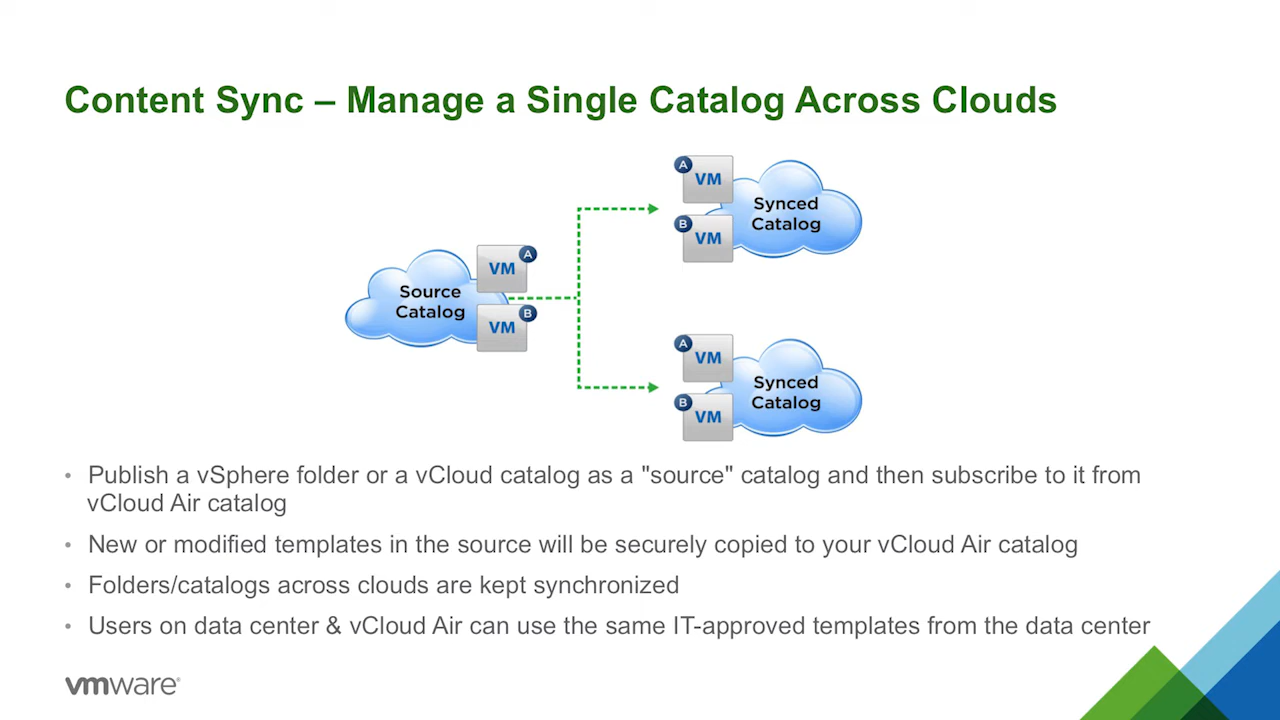 Content Sync – Manage a Single Catalog Across Clouds
A
VM
B
VM
Synced
Catalog
A
VM
B
VM
Source
Catalog
A
VM
B
VM
Synced
Catalog
• Publish a vSphere folder or a vCloud catalog as a "source" catalog and then subscribe to it from
vCloud Air catalog
• New or modified templates in the source will be securely copied to your vCloud Air catalog
• Folders/catalogs across clouds are kept synchronized
• Users on data center & vCloud Air can use the same IT-approved templates from the data center
vmware®